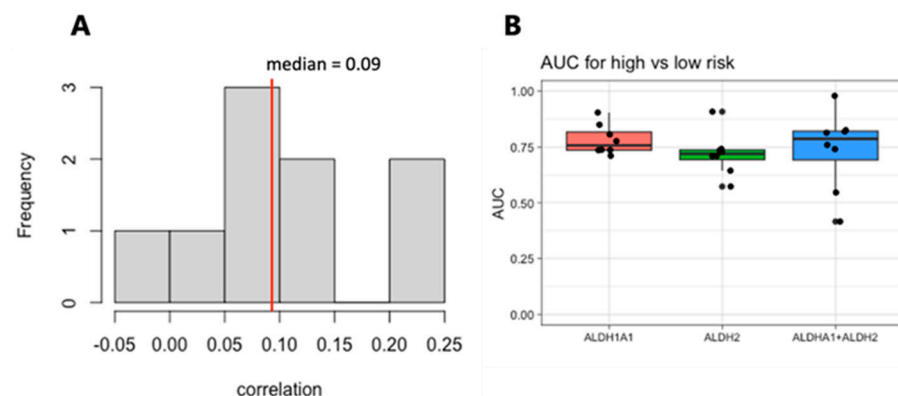 A
median = 0.09
Frequency
3
2
1
0
-0.05 0.00 0.05 0.10 0.15 0.20 0.25
correlation
B
AUC for high vs low risk
AUC
1.00
0.75
0.50
0.25
0.00
ALDH1A1 ALDH2 ALDHA1+ALDH2